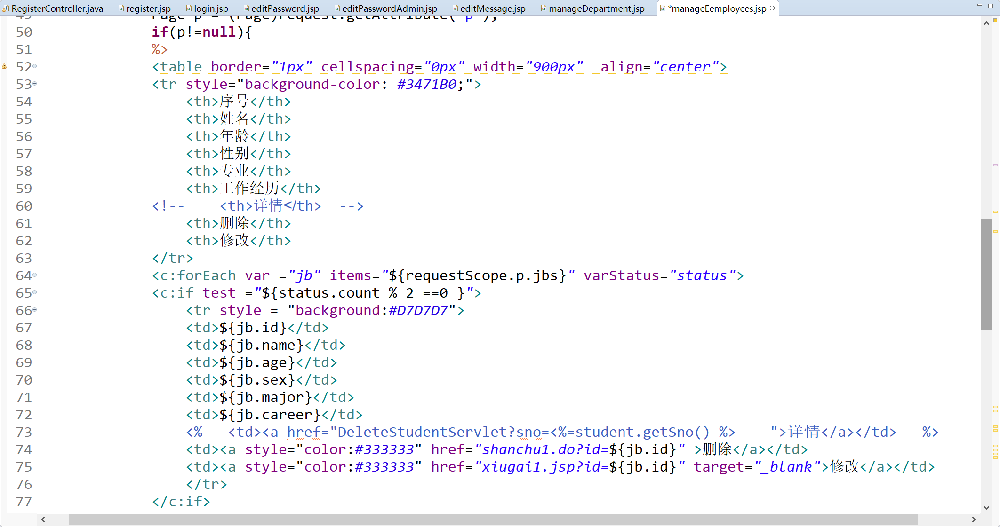 RegisterController.java register.jsp login.jsp editPassword.jsp editPasswordAdmin.jsp editMessage.jsp manageDepartment.jsp *manageEemployees.jsp
49 Page p = (Page)request.getAttribute("p");
50 if(p!=null){
51 %>
52 <table border="1px" cellspacing="0px" width="900px"  align="center">
53 <tr style="background-color: #3471B0;">
54 <th>序号</th>
55 <th>姓名</th>
56 <th>年龄</th>
57 <th>性别</th>
58 <th>专业</th>
59 <th>工作经历</th>
60 <!--    <th>详情</th>  -->
61 <th>删除</th>
62 <th>修改</th>
63 </tr>
64 <c:forEach var ="jb" items="${requestScope.p.jbs}" varStatus="status">
65 <c:if test ="${status.count % 2 ==0 }">
66 <tr style = "background:#D7D7D7">
67 <td>${jb.id}</td>
68 <td>${jb.name}</td>
69 <td>${jb.age}</td>
70 <td>${jb.sex}</td>
71 <td>${jb.major}</td>
72 <td>${jb.career}</td>
73 <%-- <td><a href="DeleteStudentServlet?sno=<%=student.getSno() %>    ">详情</a></td> --%>
74 <td><a style="color:#333333" href="shanchu1.do?id=${jb.id}" >删除</a></td>
75 <td><a style="color:#333333" href="xiugai1.jsp?id=${jb.id}" target="_blank">修改</a></td>
76 </tr>
77 </c:if>